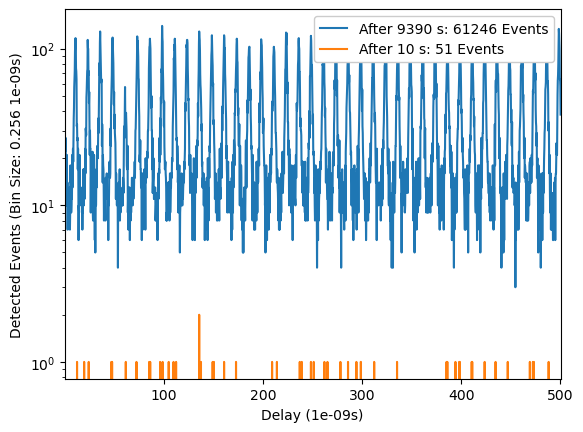 After 9390 s: 61246 Events
After 10 s: 51 Events
Detected Events (Bin Size: 0.256 1e-09s)
10²
10¹
10⁰
100 200 300 400 500
Delay (1e-09s)